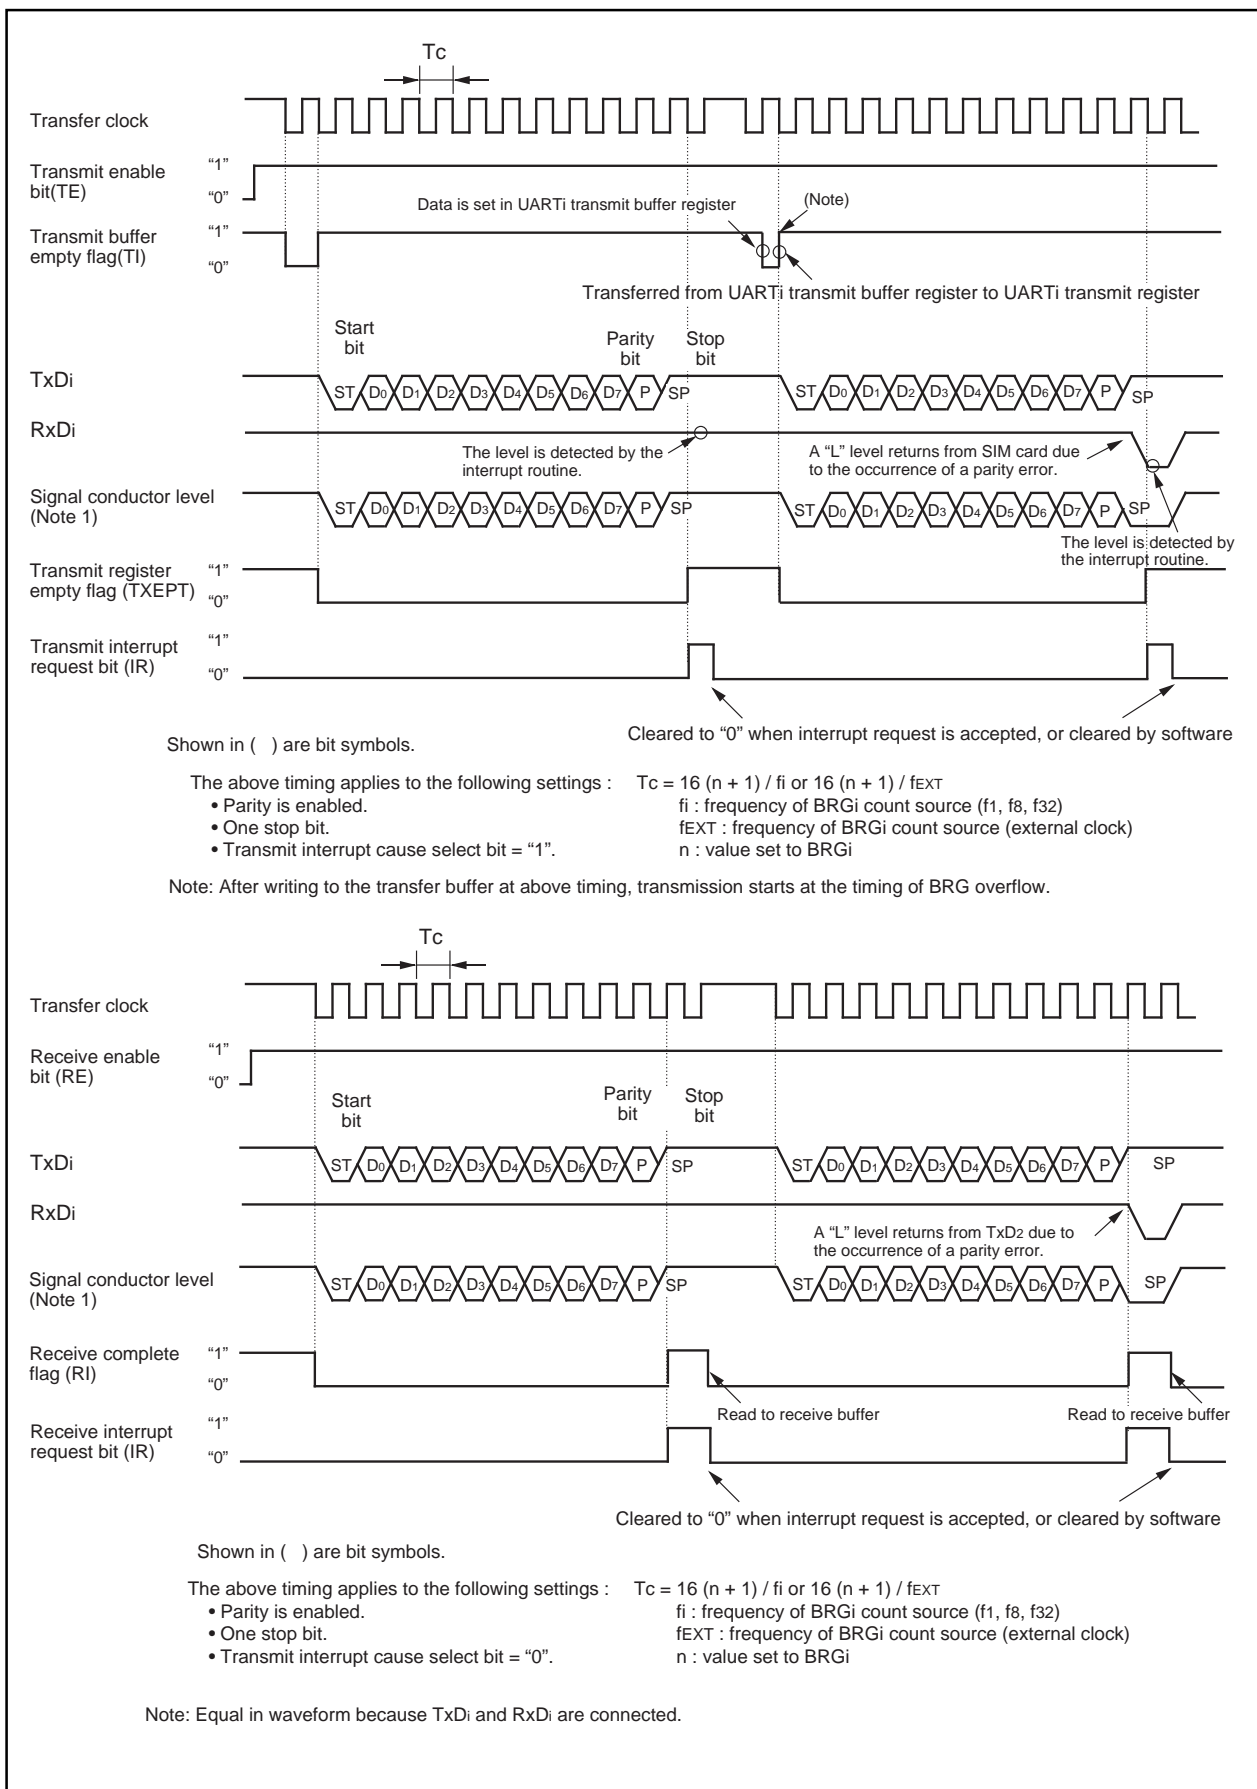 Tc
Transfer clock
Transmit enable
bit(TE)
“1”
“0”
Data is set in UARTi transmit buffer register
(Note)
Transmit buffer
empty flag(TI)
“1”
“0”
Transferred from UARTi transmit buffer register to UARTi transmit register
Start
bit
Parity
bit
Stop
bit
TxDi
ST D0 D1 D2 D3 D4 D5 D6 D7 P SP
ST D0 D1 D2 D3 D4 D5 D6 D7 P SP
RxDi
The level is detected by the
interrupt routine.
A “L” level returns from SIM card due
to the occurrence of a parity error.
Signal conductor level
(Note 1)
ST D0 D1 D2 D3 D4 D5 D6 D7 P SP
ST D0 D1 D2 D3 D4 D5 D6 D7 P SP
The level is detected by
the interrupt routine.
Transmit register
empty flag (TXEPT)
“1”
“0”
Transmit interrupt
request bit (IR)
“1”
“0”
Cleared to “0” when interrupt request is accepted, or cleared by software
Shown in ( ) are bit symbols.
The above timing applies to the following settings :
• Parity is enabled.
• One stop bit.
• Transmit interrupt cause select bit = “1”.
Tc = 16 (n + 1) / fi or 16 (n + 1) / fEXT
fi : frequency of BRGi count source (f1, f8, f32)
fEXT : frequency of BRGi count source (external clock)
n : value set to BRGi
Note: After writing to the transfer buffer at above timing, transmission starts at the timing of BRG overflow.
Tc
Transfer clock
Receive enable
bit (RE)
“1”
“0”
Start
bit
Parity
bit
Stop
bit
TxDi
ST D0 D1 D2 D3 D4 D5 D6 D7 P SP
ST D0 D1 D2 D3 D4 D5 D6 D7 P SP
RxDi
A “L” level returns from TxD2 due to
the occurrence of a parity error.
Signal conductor level
(Note 1)
ST D0 D1 D2 D3 D4 D5 D6 D7 P SP
ST D0 D1 D2 D3 D4 D5 D6 D7 P SP
Receive complete
flag (RI)
“1”
“0”
Read to receive buffer
Read to receive buffer
Receive interrupt
request bit (IR)
“1”
“0”
Cleared to “0” when interrupt request is accepted, or cleared by software
Shown in ( ) are bit symbols.
The above timing applies to the following settings :
• Parity is enabled.
• One stop bit.
• Transmit interrupt cause select bit = “0”.
Tc = 16 (n + 1) / fi or 16 (n + 1) / fEXT
fi : frequency of BRGi count source (f1, f8, f32)
fEXT : frequency of BRGi count source (external clock)
n : value set to BRGi
Note: Equal in waveform because TxDi and RxDi are connected.